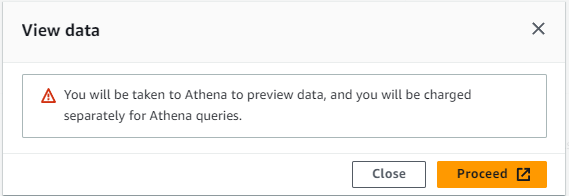 View data
You will be taken to Athena to preview data, and you will be charged
separately for Athena queries.
Close
Proceed